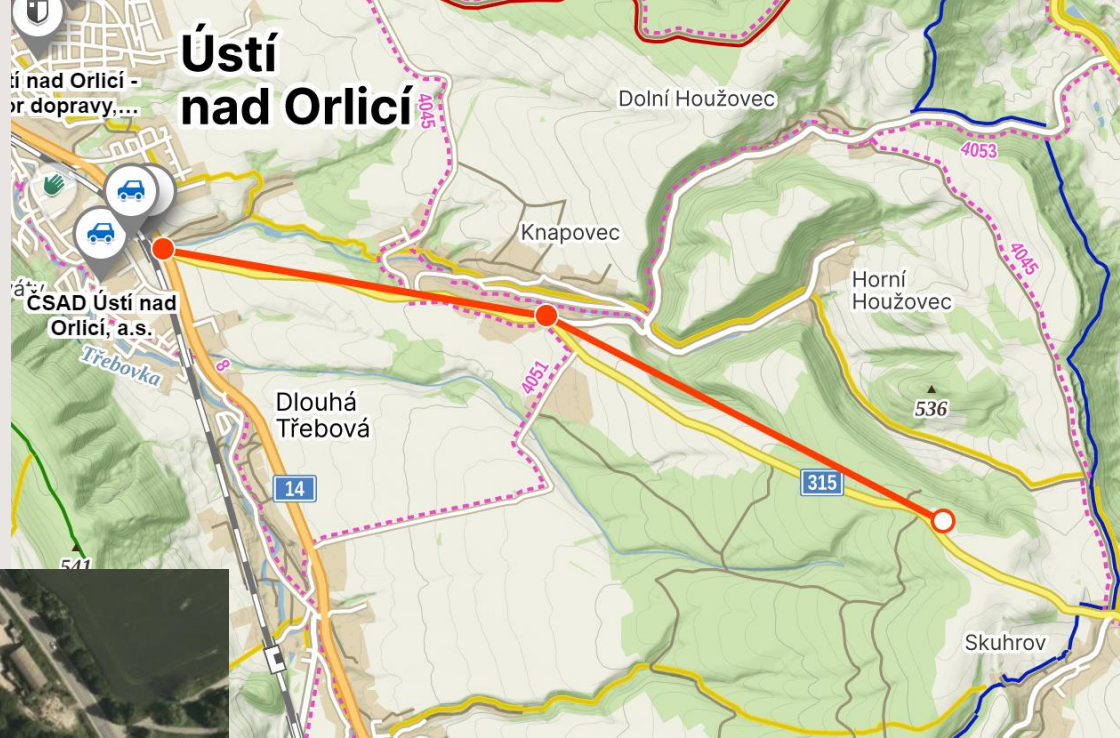 Ústí
nad Orlicí
tí nad Orlicí -
or dopravy,...
4045
Dolní Houžovec
4053
Knapovec
4045
Horní
Houžovec
ČSAD Ústí nad
Orlicí, a.s.
Třebovka
8
4051
Dlouhá
Třebová
536
14
315
541
Skuhrov